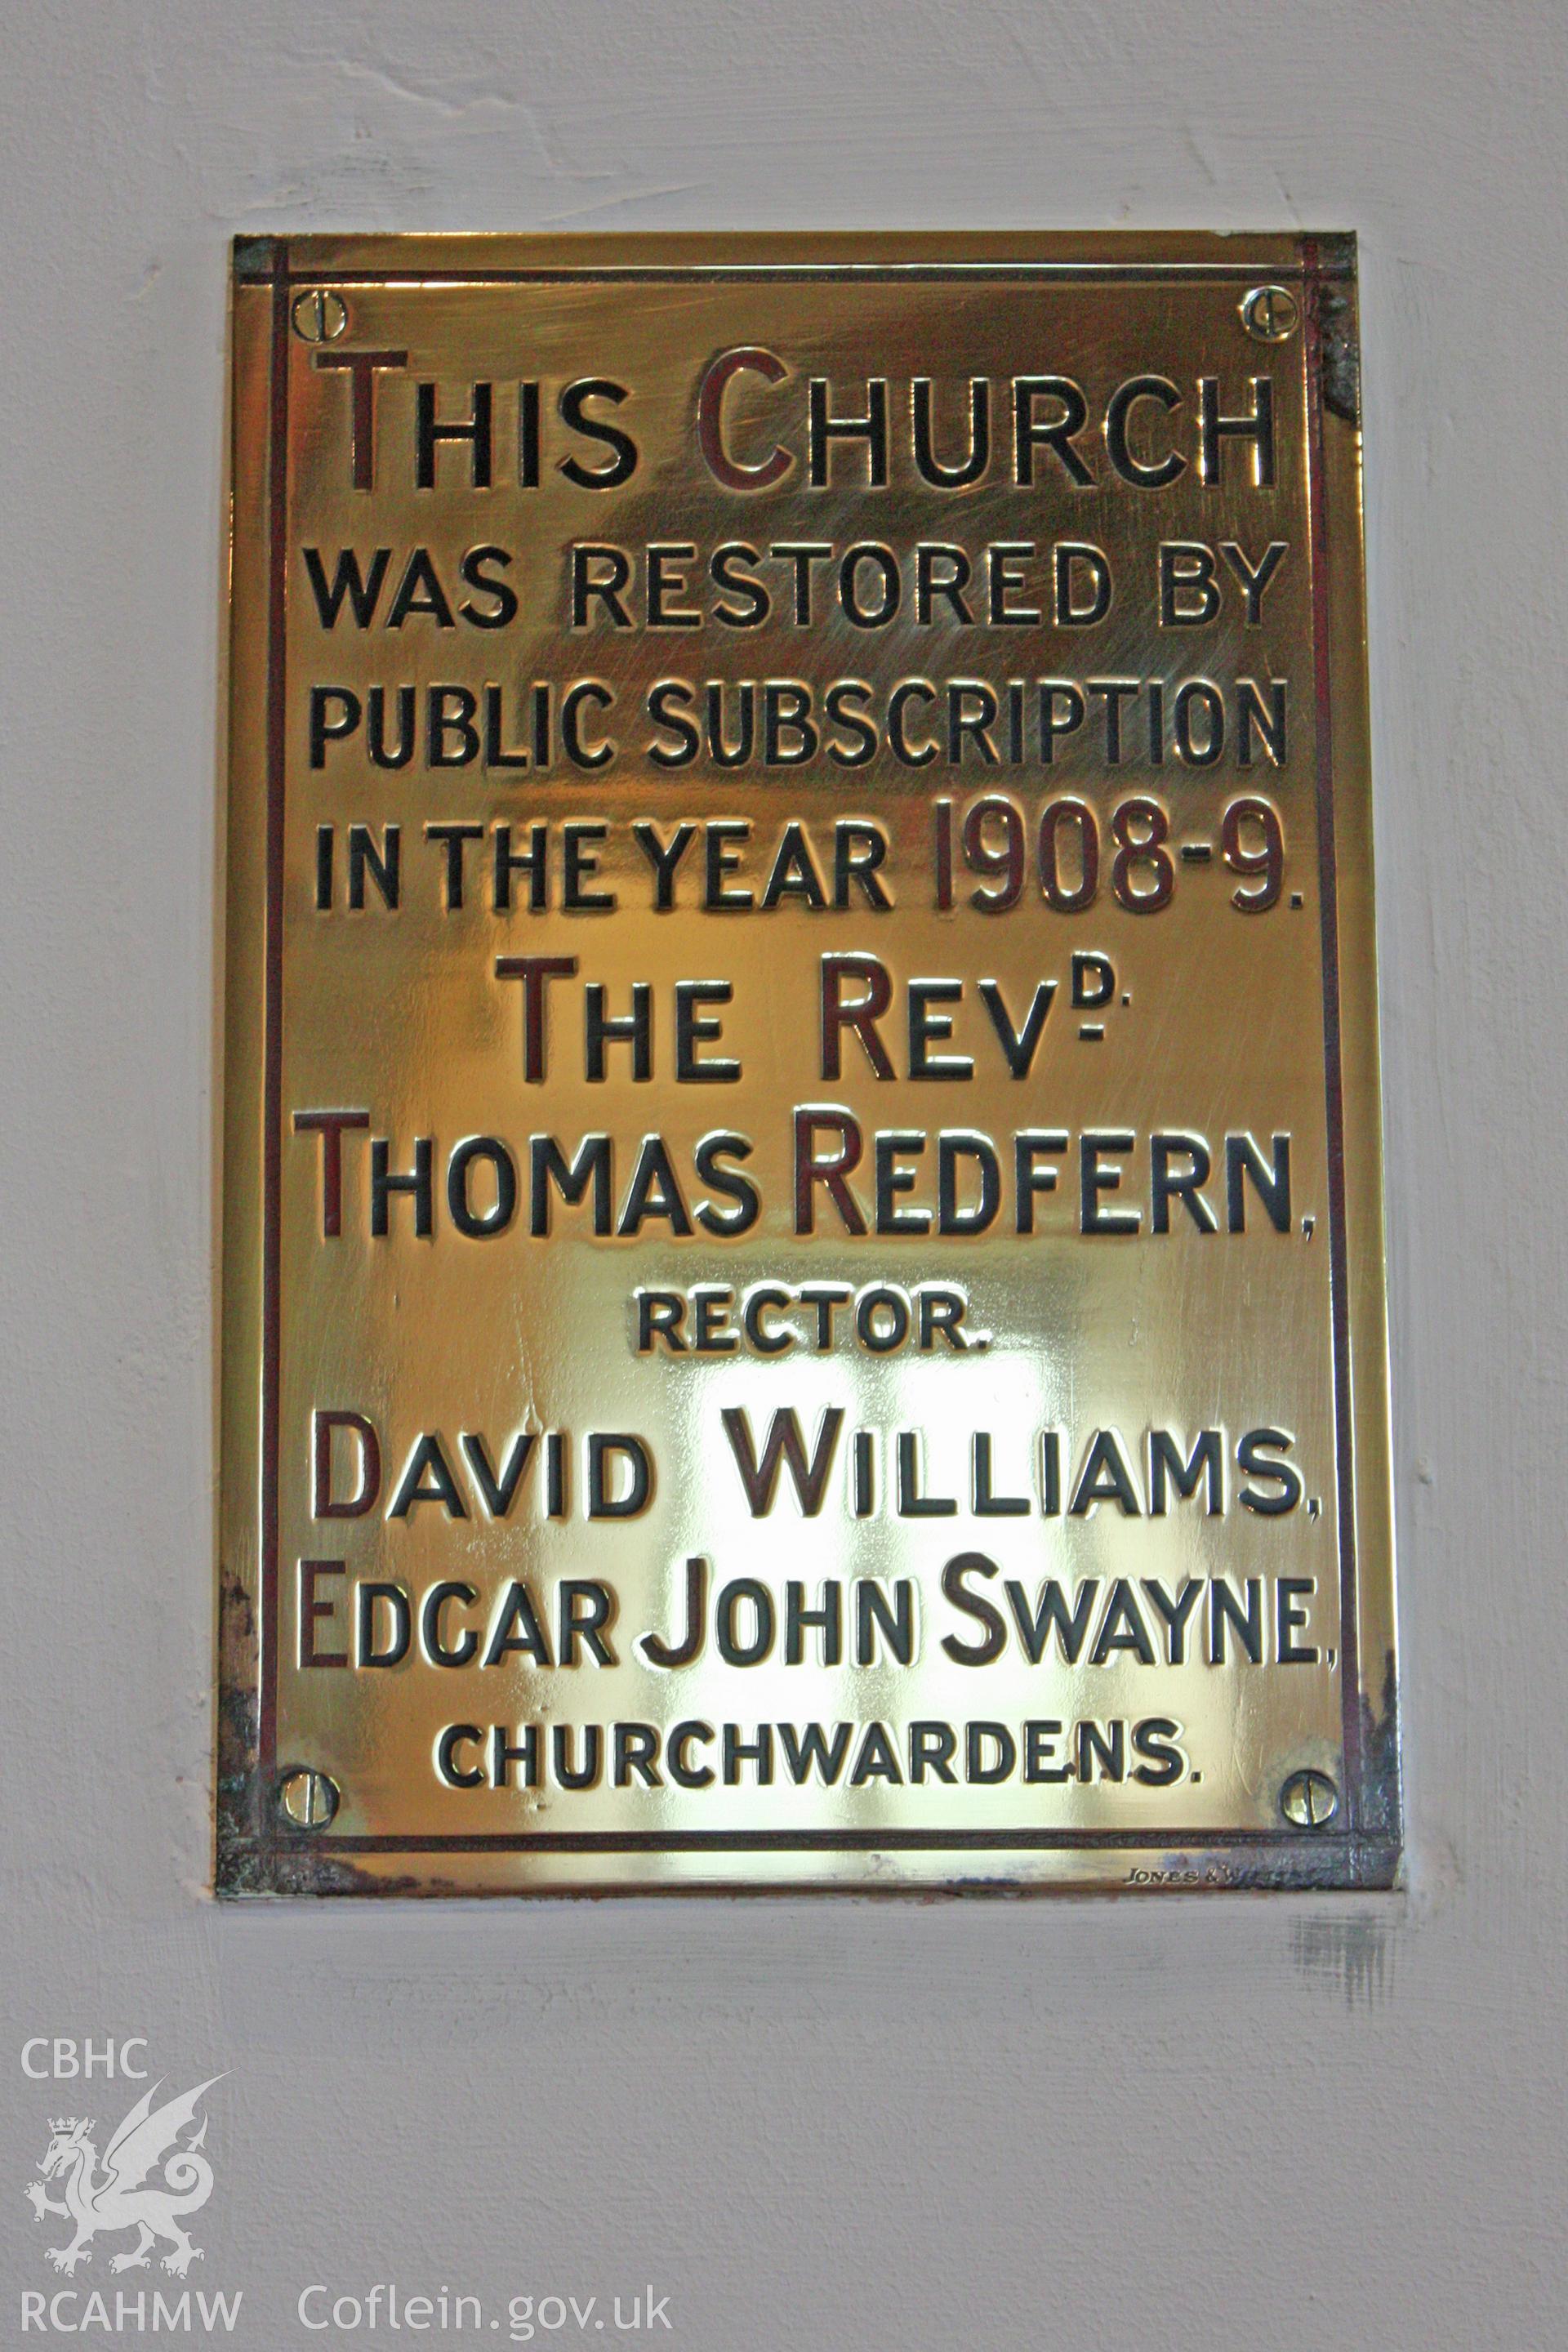 THIS CHURCH
WAS RESTORED BY
PUBLIC SUBSCRIPTION
IN THE YEAR 1908-9.
THE REVD.
THOMAS REDFERN,
RECTOR.
DAVID WILLIAMS,
EDGAR JOHN SWAYNE,
CHURCHWARDENS.
JONES &
CBHC
RCAHMW Coflein.gov.uk